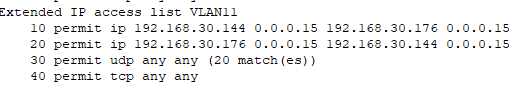 Extended IP access list VLAN11
10 permit ip 192.168.30.144 0.0.0.15 192.168.30.176 0.0.0.15
20 permit ip 192.168.30.176 0.0.0.15 192.168.30.144 0.0.0.15
30 permit udp any any (20 match(es))
40 permit tcp any any